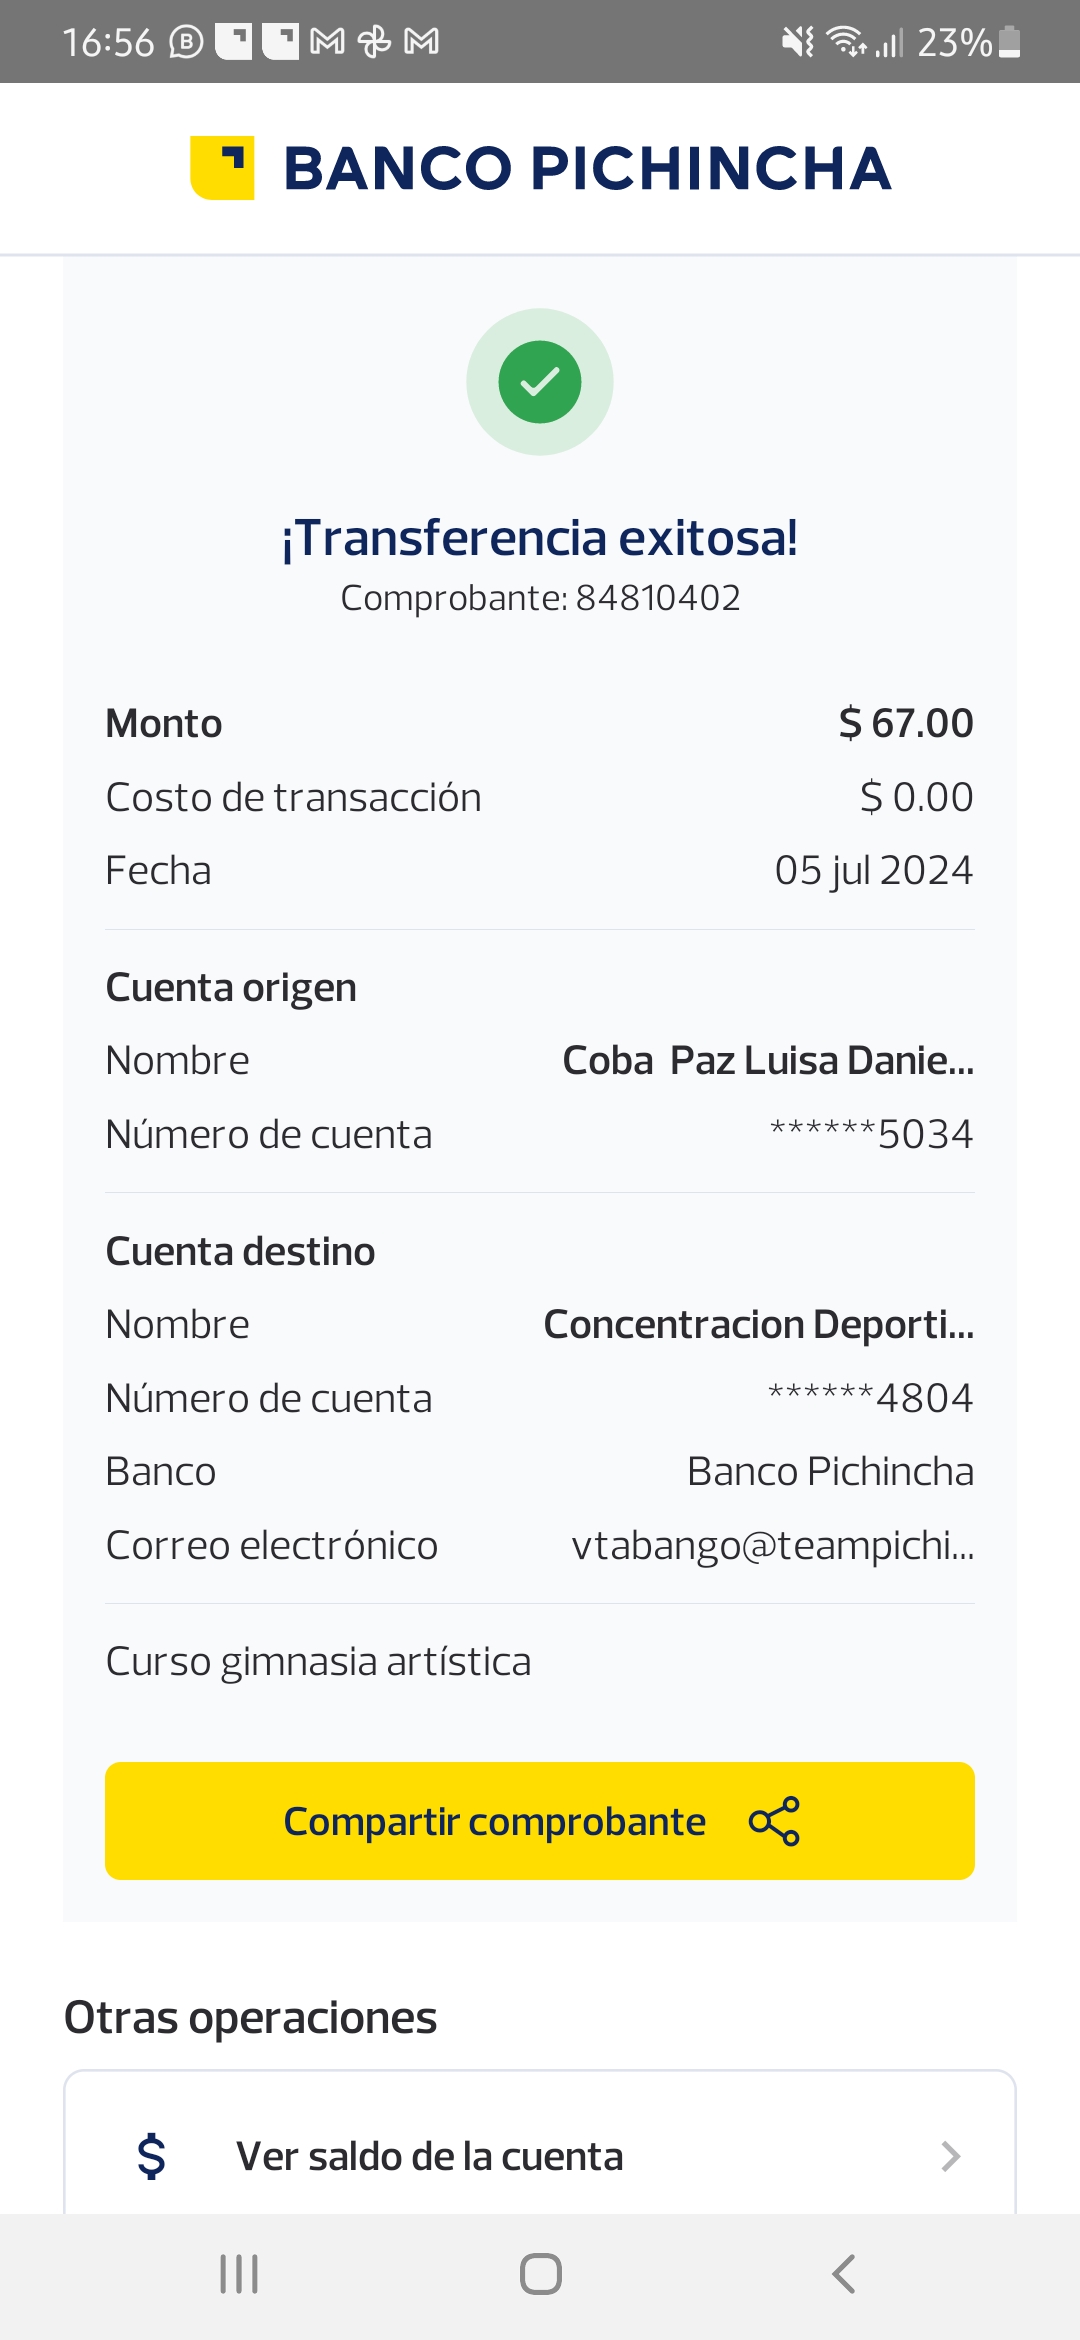 16:56 23%
BANCO PICHINCHA
¡Transferencia exitosa!
Comprobante: 84810402
Monto $ 67.00
Costo de transacción $ 0.00
Fecha 05 jul 2024
Cuenta origen
Nombre Coba  Paz Luisa Danie...
Número de cuenta ******5034
Cuenta destino
Nombre Concentracion Deporti...
Número de cuenta ******4804
Banco Banco Pichincha
Correo electrónico vtabango@teampichi...
Curso gimnasia artística
Compartir comprobante
Otras operaciones
$ Ver saldo de la cuenta